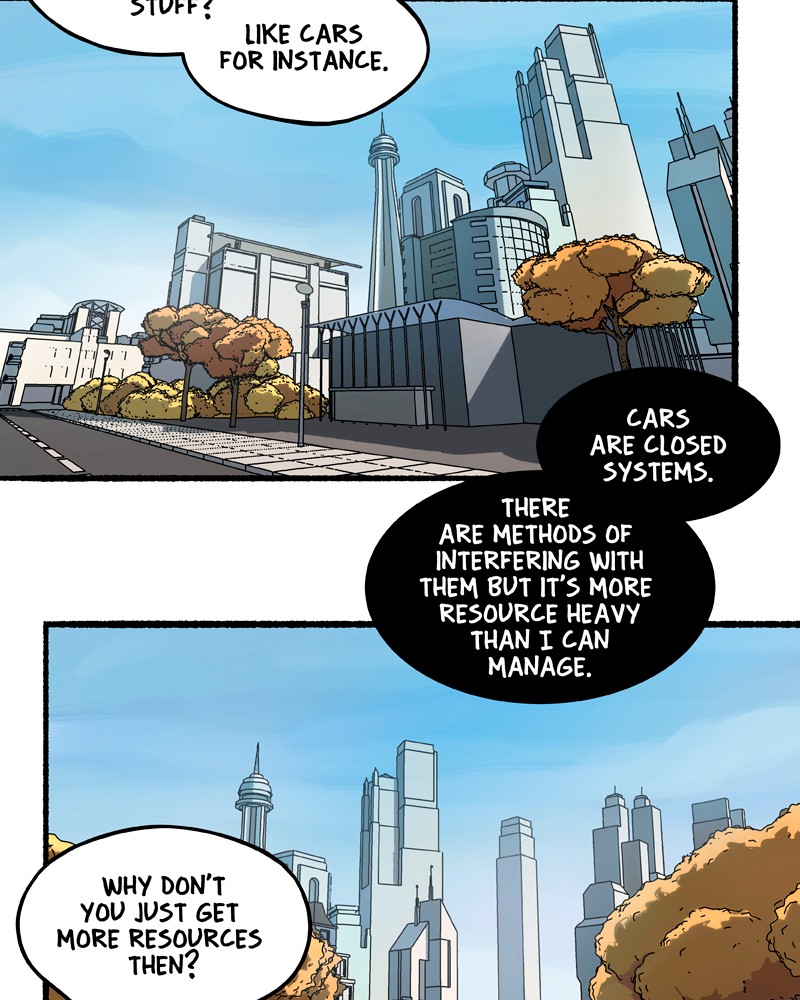 STUFF?
LIKE CARS
FOR INSTANCE.
CARS
ARE CLOSED
SYSTEMS.
THERE
ARE METHODS OF
INTERFERING WITH
THEM BUT IT'S MORE
RESOURCE HEAVY
THAN I CAN
MANAGE.
WHY DON'T
YOU JUST GET
MORE RESOURCES
THEN?